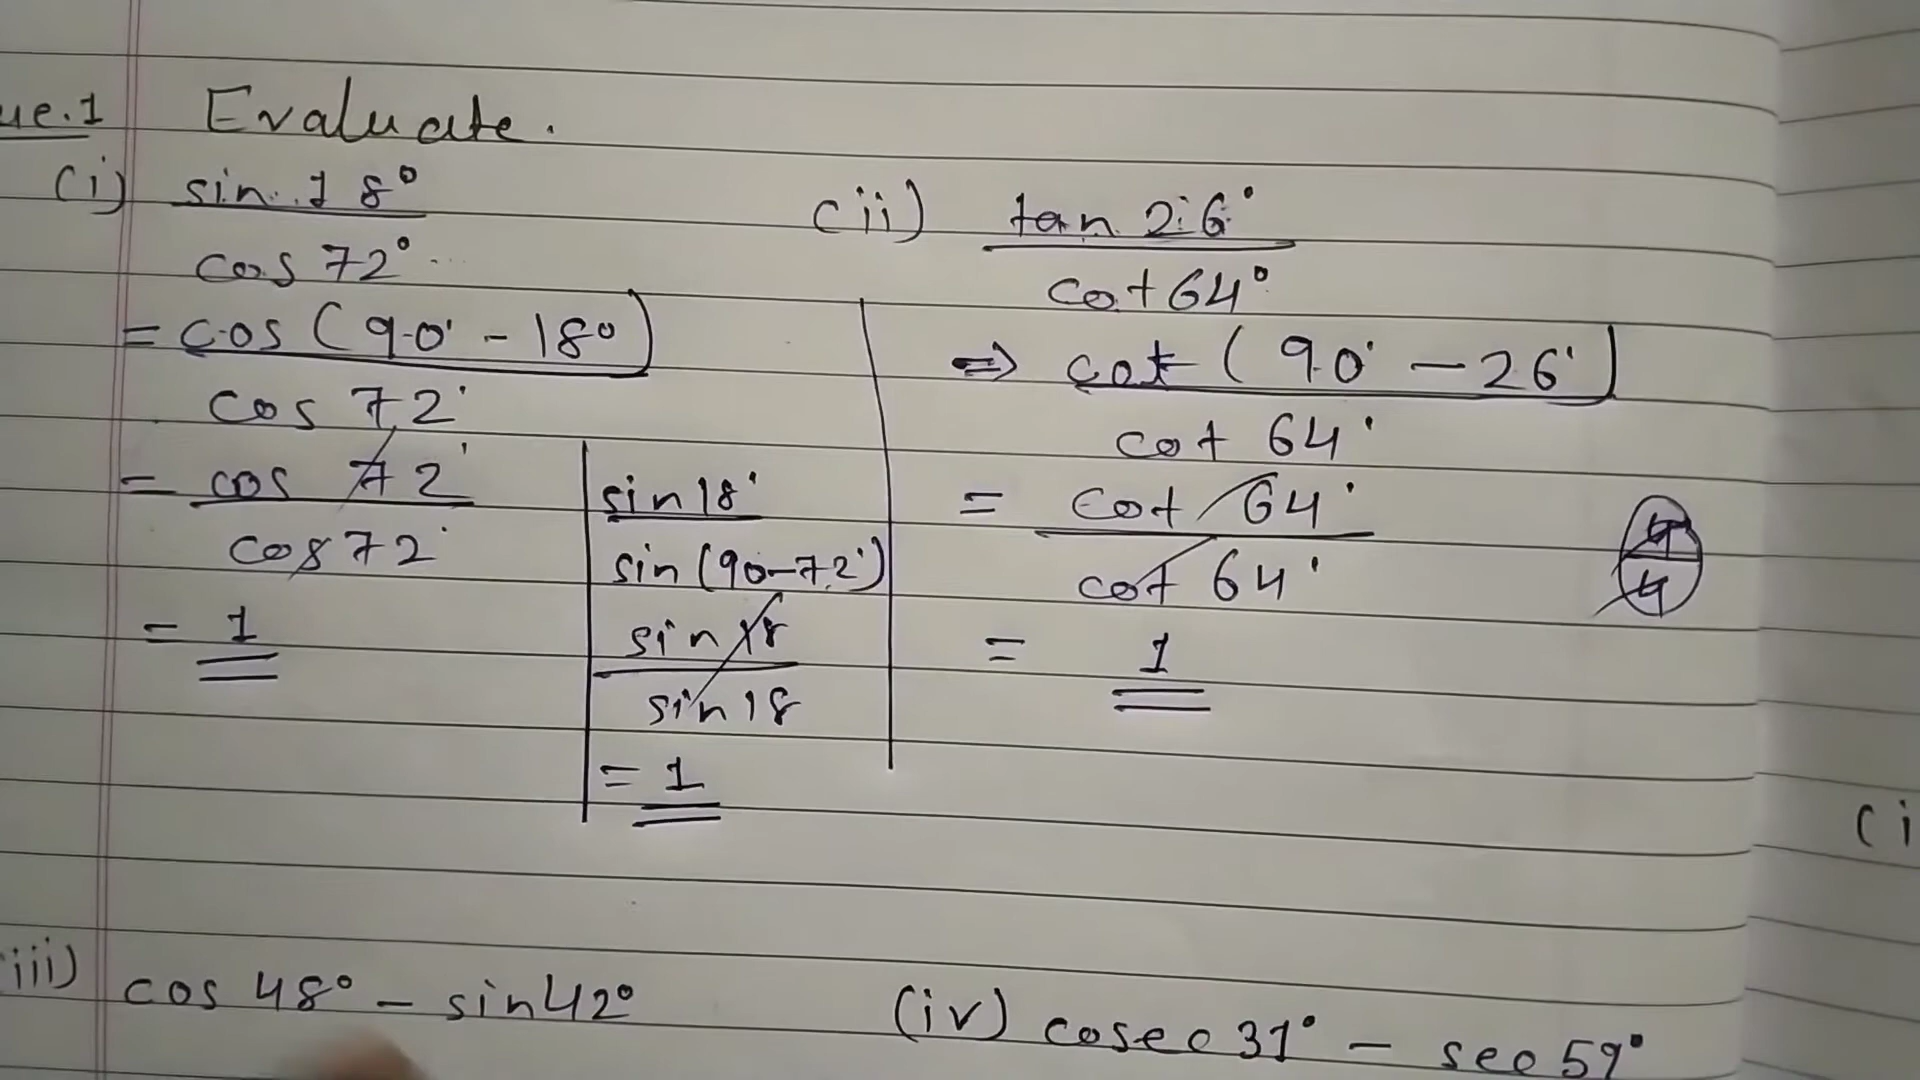 ue.1 Evaluate.
(i) sin 18°
cos 72°
= cos (90° - 18°)
cos 72°
= cos 72°
cos 72°
= 1
sin 18°
sin (90-72°)
sin 18
sin 18
= 1
(ii) tan 26°
cot 64°
⇒ cot (90° - 26°)
cot 64°
= cot 64°
cot 64°
= 1
4
4
iii) cos 48° - sin 42°
(iv) cosec 31° - sec 59°
(i